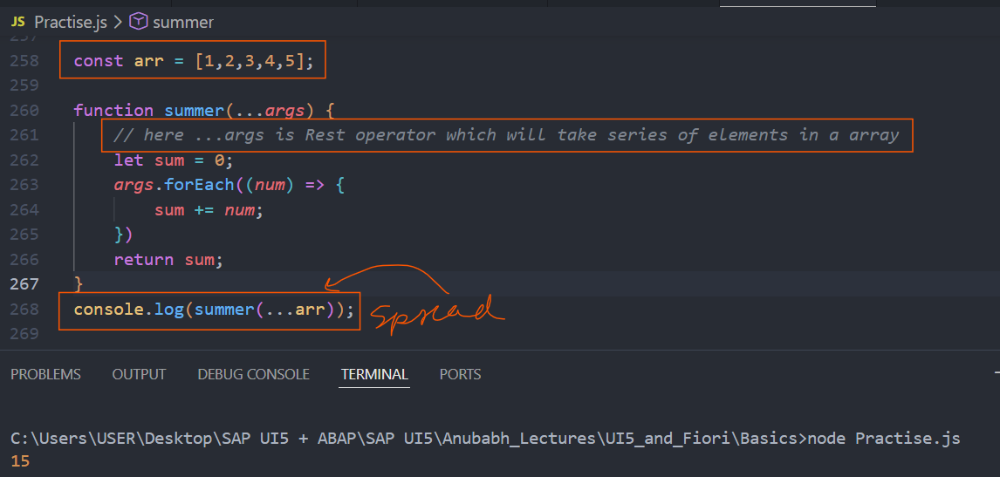 JS Practise.js > summer
257
258 const arr = [1,2,3,4,5];
259
260 function summer(...args) {
261 // here ...args is Rest operator which will take series of elements in a array
262 let sum = 0;
263 args.forEach((num) => {
264 sum += num;
265 })
266 return sum;
267 }
268 console.log(summer(...arr)); Spread
269
PROBLEMS OUTPUT DEBUG CONSOLE TERMINAL PORTS
C:\Users\USER\Desktop\SAP UI5 + ABAP\SAP UI5\Anubabh_Lectures\UI5_and_Fiori\Basics>node Practise.js
15